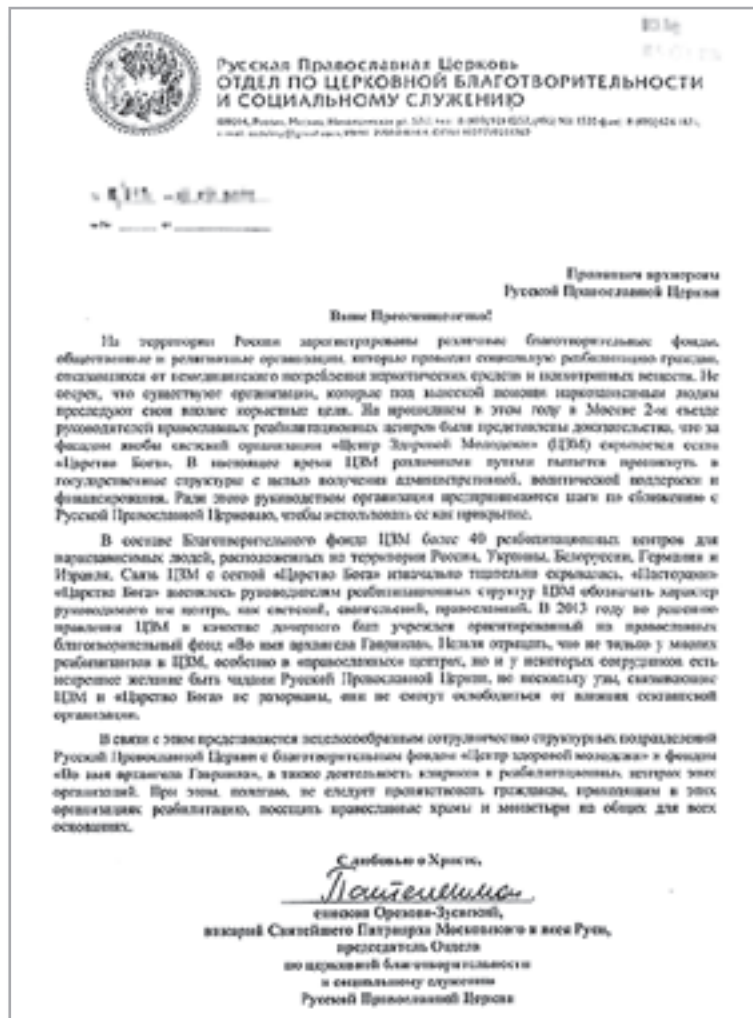 Русская Православная Церковь
ОТДЕЛ ПО ЦЕРКОВНОЙ БЛАГОТВОРИТЕЛЬНОСТИ
И СОЦИАЛЬНОМУ СЛУЖЕНИЮ
Правящим архиереям
Русской Православной Церкви
Ваше Преосвященство!
На территории России зарегистрированы различные благотворительные фонды,
общественные и религиозные организации, которые проводят социальную реабилитацию граждан,
отказавшихся от немедицинского потребления наркотических средств и психотропных веществ. Не
секрет, что существуют организации, которые под вывеской помощи наркозависимым людям
преследуют свои вполне корыстные цели. На прошедшем в этом году в Москве 2-м съезде
руководителей православных реабилитационных центров были представлены доказательства, что за
фасадом якобы светской организации «Центр Здоровой Молодежи» (ЦЗМ) скрывается секта
«Царство Бога». В настоящее время ЦЗМ различными путями пытается проникнуть в
государственные структуры с целью получения административной, политической поддержки и
финансирования. Ради этого руководством организации предпринимаются шаги по сближению с
Русской Православной Церковью, чтобы использовать ее как прикрытие.
В составе Благотворительного фонда ЦЗМ более 40 реабилитационных центров для
наркозависимых людей, расположенных на территории России, Украины, Белоруссии, Германии и
Израиля. Связь ЦЗМ с сектой «Царство Бога» изначально тщательно скрывалась. «Пасторами»
«Царства Бога» руководителям реабилитационных структур ЦЗМ обозначать характер
руководимого им центра, как светский, евангельский, православный. В 2013 году по решению
правления ЦЗМ в качестве дочернего был учрежден ориентированный на православных
благотворительный фонд «Во имя архангела Гавриила». Нельзя отрицать, что не только у многих
реабилитантов в ЦЗМ, особенно в «православных» центрах, но и у некоторых сотрудников есть
искреннее желание быть чадами Русской Православной Церкви, но поскольку узы, связывающие
ЦЗМ и «Царство Бога» не разорваны, они не смогут освободиться от влияния сектантской
организации.
В связи с этим представляется нецелесообразным сотрудничество структурных подразделений
Русской Православной Церкви с благотворительным фондом «Центр здоровой молодежи» и фондом
«Во имя архангела Гавриила», а также деятельность клириков в реабилитационных центрах этих
организаций. При этом, полагаю, не следует препятствовать гражданам, проходящим в этих
организациях реабилитацию, посещать православные храмы и монастыри на общих для всех
основаниях.
С любовью о Христе,
Пантелеимон
епископ Орехово-Зуевский,
викарий Святейшего Патриарха Московского и всея Руси,
председатель Отдела
по церковной благотворительности
и социальному служению
Русской Православной Церкви